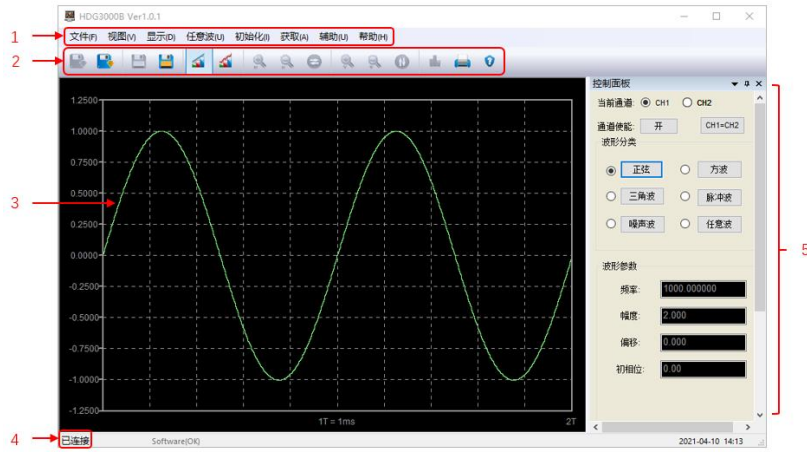 HDG3000B Ver1.0.1
1
文件(F) 视图(V) 显示(D) 任意波(U) 初始化(I) 获取(A) 辅助(U) 帮助(H)
2
控制面板
当前通道: CH1 CH2
通道使能: 开 CH1=CH2
波形分类
正弦 方波
三角波 脉冲波
噪声波 任意波
波形参数
频率: 1000.000000
幅度: 2.000
偏移: 0.000
初相位: 0.00
1.2500
1.0000
0.7500
0.5000
0.2500
0.0000
-0.2500
-0.5000
-0.7500
-1.0000
-1.2500
1T = 1ms 2T
3
5
4
已连接 Software(OK) 2021-04-10 14:13